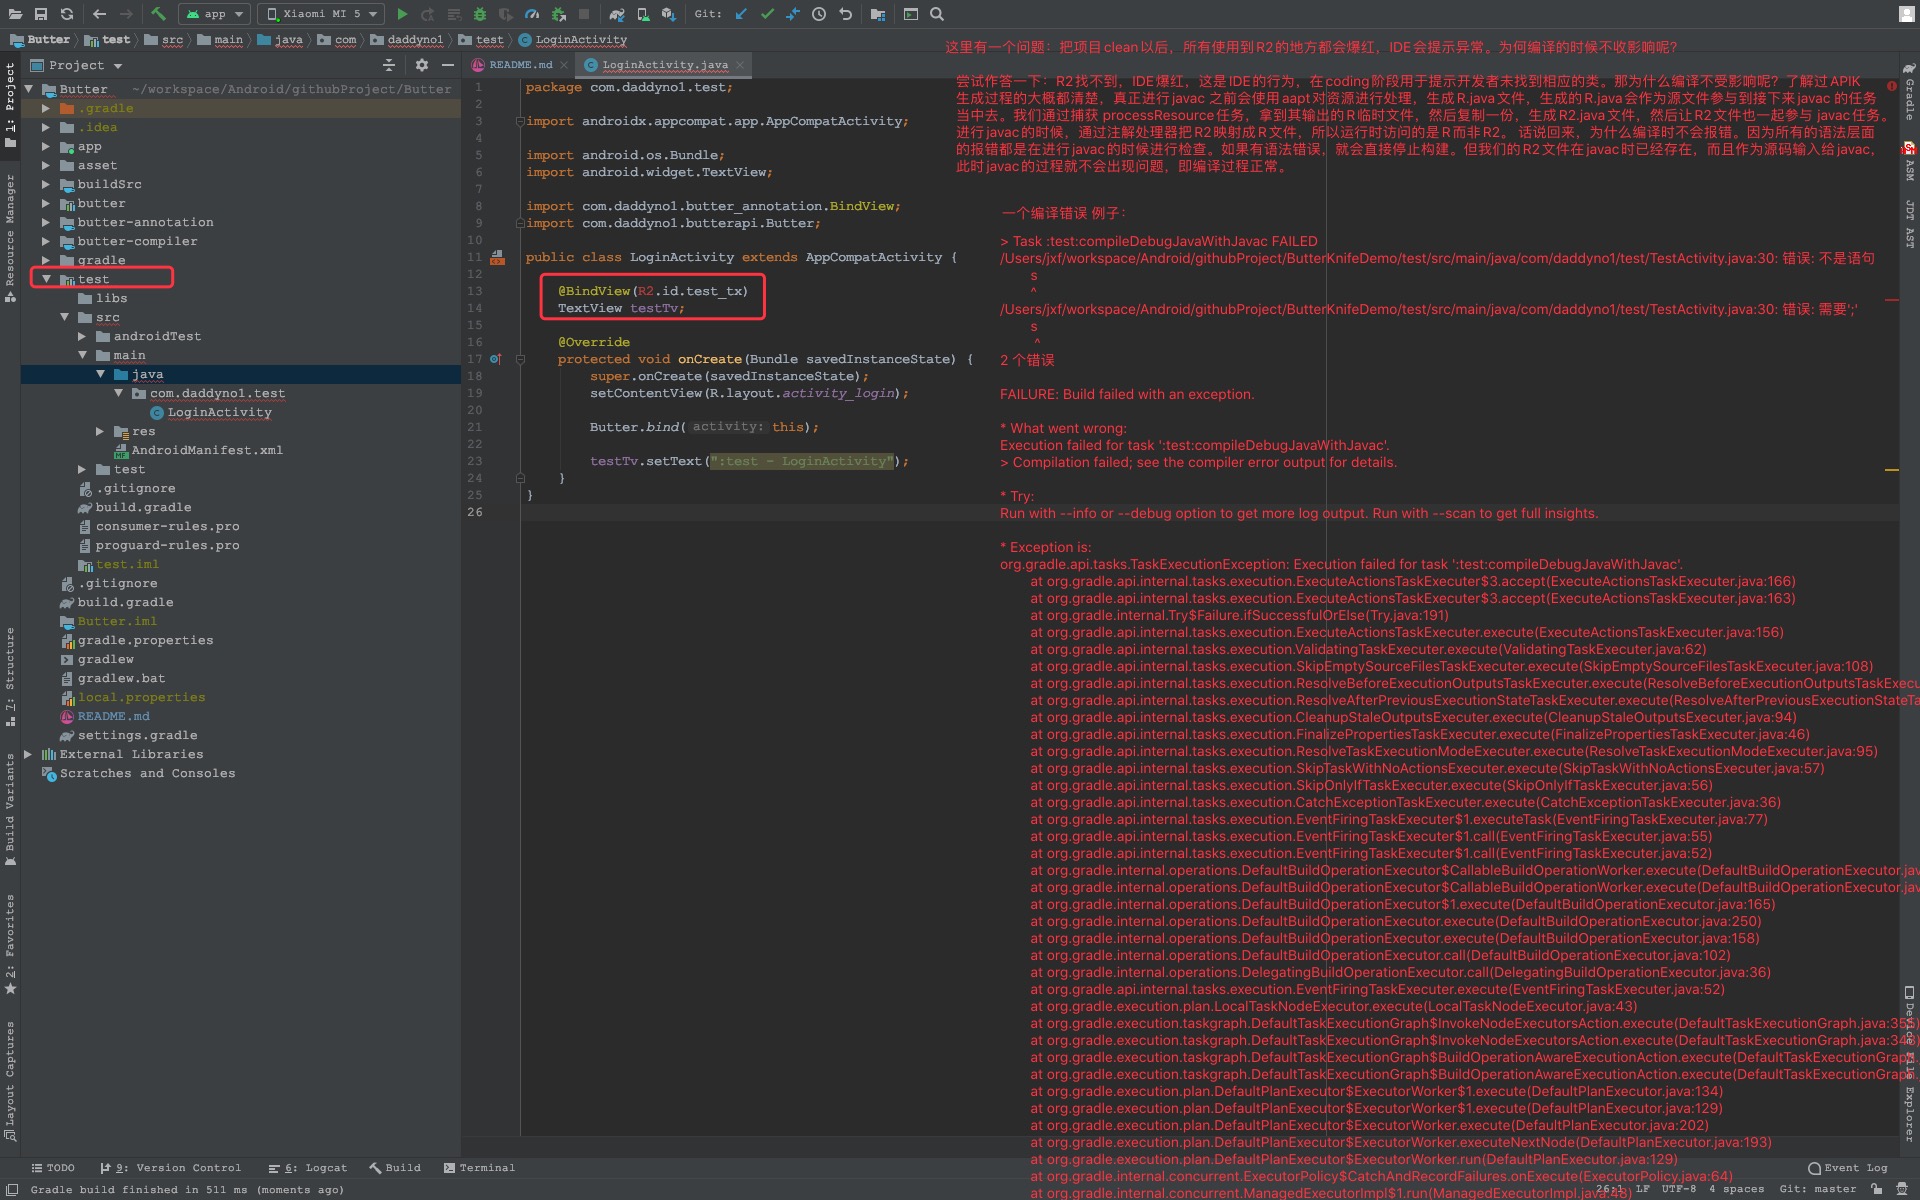 app
Xiaomi MI 5
Git:
Butter
test
src
main
java
com
daddyno1
test
LoginActivity
Project
README.md
LoginActivity.java
1: Project
Resource Manager
7: Structure
Build Variants
2: Favorites
Layout Captures
Butter ~/workspace/Android/githubProject/Butter
.gradle
.idea
app
asset
buildSrc
butter
butter-annotation
butter-compiler
gradle
test
libs
src
androidTest
main
java
com.daddyno1.test
LoginActivity
res
AndroidManifest.xml
test
.gitignore
build.gradle
consumer-rules.pro
proguard-rules.pro
test.iml
.gitignore
build.gradle
Butter.iml
gradle.properties
gradlew
gradlew.bat
local.properties
README.md
settings.gradle
External Libraries
Scratches and Consoles
1 package com.daddyno1.test;
2
3 import androidx.appcompat.app.AppCompatActivity;
4
5 import android.os.Bundle;
6 import android.widget.TextView;
7
8 import com.daddyno1.butter_annotation.BindView;
9 import com.daddyno1.butterapi.Butter;
10
11 public class LoginActivity extends AppCompatActivity {
12
13 @BindView(R2.id.test_tx)
14 TextView testTv;
15
16 @Override
17 protected void onCreate(Bundle savedInstanceState) {
18 super.onCreate(savedInstanceState);
19 setContentView(R.layout.activity_login);
20
21 Butter.bind( activity: this);
22
23 testTv.setText(":test - LoginActivity");
24 }
25 }
26
这里有一个问题：把项目clean以后，所有使用到R2的地方都会爆红，IDE会提示异常。为何编译的时候不收影响呢？
尝试作答一下：R2找不到，IDE爆红，这是IDE的行为，在coding阶段用于提示开发者未找到相应的类。那为什么编译不受影响呢？了解过APIK
生成过程的大概都清楚，真正进行javac 之前会使用aapt对资源进行处理，生成R.java文件，生成的R.java会作为源文件参与到接下来javac的任务
当中去。我们通过捕获 processResource任务，拿到其输出的R临时文件，然后复制一份，生成R2.java文件，然后让R2文件也一起参与 javac任务。
进行javac的时候，通过注解处理器把R2映射成R文件，所以运行时访问的是R而非R2。 话说回来，为什么编译时不会报错。因为所有的语法层面
的报错都是在进行javac的时候进行检查。如果有语法错误，就会直接停止构建。但我们的R2文件在javac时已经存在，而且作为源码输入给javac，
此时javac的过程就不会出现问题，即编译过程正常。
一个编译错误 例子：
> Task :test:compileDebugJavaWithJavac FAILED
/Users/jxf/workspace/Android/githubProject/ButterKnifeDemo/test/src/main/java/com/daddyno1/test/TestActivity.java:30: 错误: 不是语句
s
^
/Users/jxf/workspace/Android/githubProject/ButterKnifeDemo/test/src/main/java/com/daddyno1/test/TestActivity.java:30: 错误: 需要';'
s
^
2 个错误
FAILURE: Build failed with an exception.
* What went wrong:
Execution failed for task ':test:compileDebugJavaWithJavac'.
> Compilation failed; see the compiler error output for details.
* Try:
Run with --info or --debug option to get more log output. Run with --scan to get full insights.
* Exception is:
org.gradle.api.tasks.TaskExecutionException: Execution failed for task ':test:compileDebugJavaWithJavac'.
at org.gradle.api.internal.tasks.execution.ExecuteActionsTaskExecuter$3.accept(ExecuteActionsTaskExecuter.java:166)
at org.gradle.api.internal.tasks.execution.ExecuteActionsTaskExecuter$3.accept(ExecuteActionsTaskExecuter.java:163)
at org.gradle.internal.Try$Failure.ifSuccessfulOrElse(Try.java:191)
at org.gradle.api.internal.tasks.execution.ExecuteActionsTaskExecuter.execute(ExecuteActionsTaskExecuter.java:156)
at org.gradle.api.internal.tasks.execution.ValidatingTaskExecuter.execute(ValidatingTaskExecuter.java:62)
at org.gradle.api.internal.tasks.execution.SkipEmptySourceFilesTaskExecuter.execute(SkipEmptySourceFilesTaskExecuter.java:108)
at org.gradle.api.internal.tasks.execution.ResolveBeforeExecutionOutputsTaskExecuter.execute(ResolveBeforeExecutionOutputsTaskExecu
at org.gradle.api.internal.tasks.execution.ResolveAfterPreviousExecutionStateTaskExecuter.execute(ResolveAfterPreviousExecutionStateTa
at org.gradle.api.internal.tasks.execution.CleanupStaleOutputsExecuter.execute(CleanupStaleOutputsExecuter.java:94)
at org.gradle.api.internal.tasks.execution.FinalizePropertiesTaskExecuter.execute(FinalizePropertiesTaskExecuter.java:46)
at org.gradle.api.internal.tasks.execution.ResolveTaskExecutionModeExecuter.execute(ResolveTaskExecutionModeExecuter.java:95)
at org.gradle.api.internal.tasks.execution.SkipTaskWithNoActionsExecuter.execute(SkipTaskWithNoActionsExecuter.java:57)
at org.gradle.api.internal.tasks.execution.SkipOnlyIfTaskExecuter.execute(SkipOnlyIfTaskExecuter.java:56)
at org.gradle.api.internal.tasks.execution.CatchExceptionTaskExecuter.execute(CatchExceptionTaskExecuter.java:36)
at org.gradle.api.internal.tasks.execution.EventFiringTaskExecuter$1.executeTask(EventFiringTaskExecuter.java:77)
at org.gradle.api.internal.tasks.execution.EventFiringTaskExecuter$1.call(EventFiringTaskExecuter.java:55)
at org.gradle.api.internal.tasks.execution.EventFiringTaskExecuter$1.call(EventFiringTaskExecuter.java:52)
at org.gradle.internal.operations.DefaultBuildOperationExecutor$CallableBuildOperationWorker.execute(DefaultBuildOperationExecutor.jav
at org.gradle.internal.operations.DefaultBuildOperationExecutor$CallableBuildOperationWorker.execute(DefaultBuildOperationExecutor.jav
at org.gradle.internal.operations.DefaultBuildOperationExecutor$1.execute(DefaultBuildOperationExecutor.java:165)
at org.gradle.internal.operations.DefaultBuildOperationExecutor.execute(DefaultBuildOperationExecutor.java:250)
at org.gradle.internal.operations.DefaultBuildOperationExecutor.execute(DefaultBuildOperationExecutor.java:158)
at org.gradle.internal.operations.DefaultBuildOperationExecutor.call(DefaultBuildOperationExecutor.java:102)
at org.gradle.internal.operations.DelegatingBuildOperationExecutor.call(DelegatingBuildOperationExecutor.java:36)
at org.gradle.api.internal.tasks.execution.EventFiringTaskExecuter.execute(EventFiringTaskExecuter.java:52)
at org.gradle.execution.plan.LocalTaskNodeExecutor.execute(LocalTaskNodeExecutor.java:43)
at org.gradle.execution.taskgraph.DefaultTaskExecutionGraph$InvokeNodeExecutorsAction.execute(DefaultTaskExecutionGraph.java:355)
at org.gradle.execution.taskgraph.DefaultTaskExecutionGraph$InvokeNodeExecutorsAction.execute(DefaultTaskExecutionGraph.java:
at org.gradle.execution.taskgraph.DefaultTaskExecutionGraph$BuildOperationAwareExecutionAction.execute(DefaultTaskExecutionGraph.
at org.gradle.execution.taskgraph.DefaultTaskExecutionGraph$BuildOperationAwareExecutionAction.execute(DefaultTaskExecutionGraph.
at org.gradle.execution.plan.DefaultPlanExecutor$ExecutorWorker$1.execute(DefaultPlanExecutor.java:134)
at org.gradle.execution.plan.DefaultPlanExecutor$ExecutorWorker$1.execute(DefaultPlanExecutor.java:129)
at org.gradle.execution.plan.DefaultPlanExecutor$ExecutorWorker.execute(DefaultPlanExecutor.java:202)
at org.gradle.execution.plan.DefaultPlanExecutor$ExecutorWorker.executeNextNode(DefaultPlanExecutor.java:193)
at org.gradle.execution.plan.DefaultPlanExecutor$ExecutorWorker.run(DefaultPlanExecutor.java:129)
at org.gradle.internal.concurrent.ExecutorPolicy$CatchAndRecordFailures.onExecute(ExecutorPolicy.java:64)
at org.gradle.internal.concurrent.ManagedExecutorImpl$1.run(ManagedExecutorImpl.java:48)
Gradle
ASM
JDT AST
Device File Explorer
TODO
9: Version Control
6: Logcat
Build
Terminal
Event Log
Gradle build finished in 511 ms (moments ago)
26:1 LF UTF-8 4 spaces Git: master